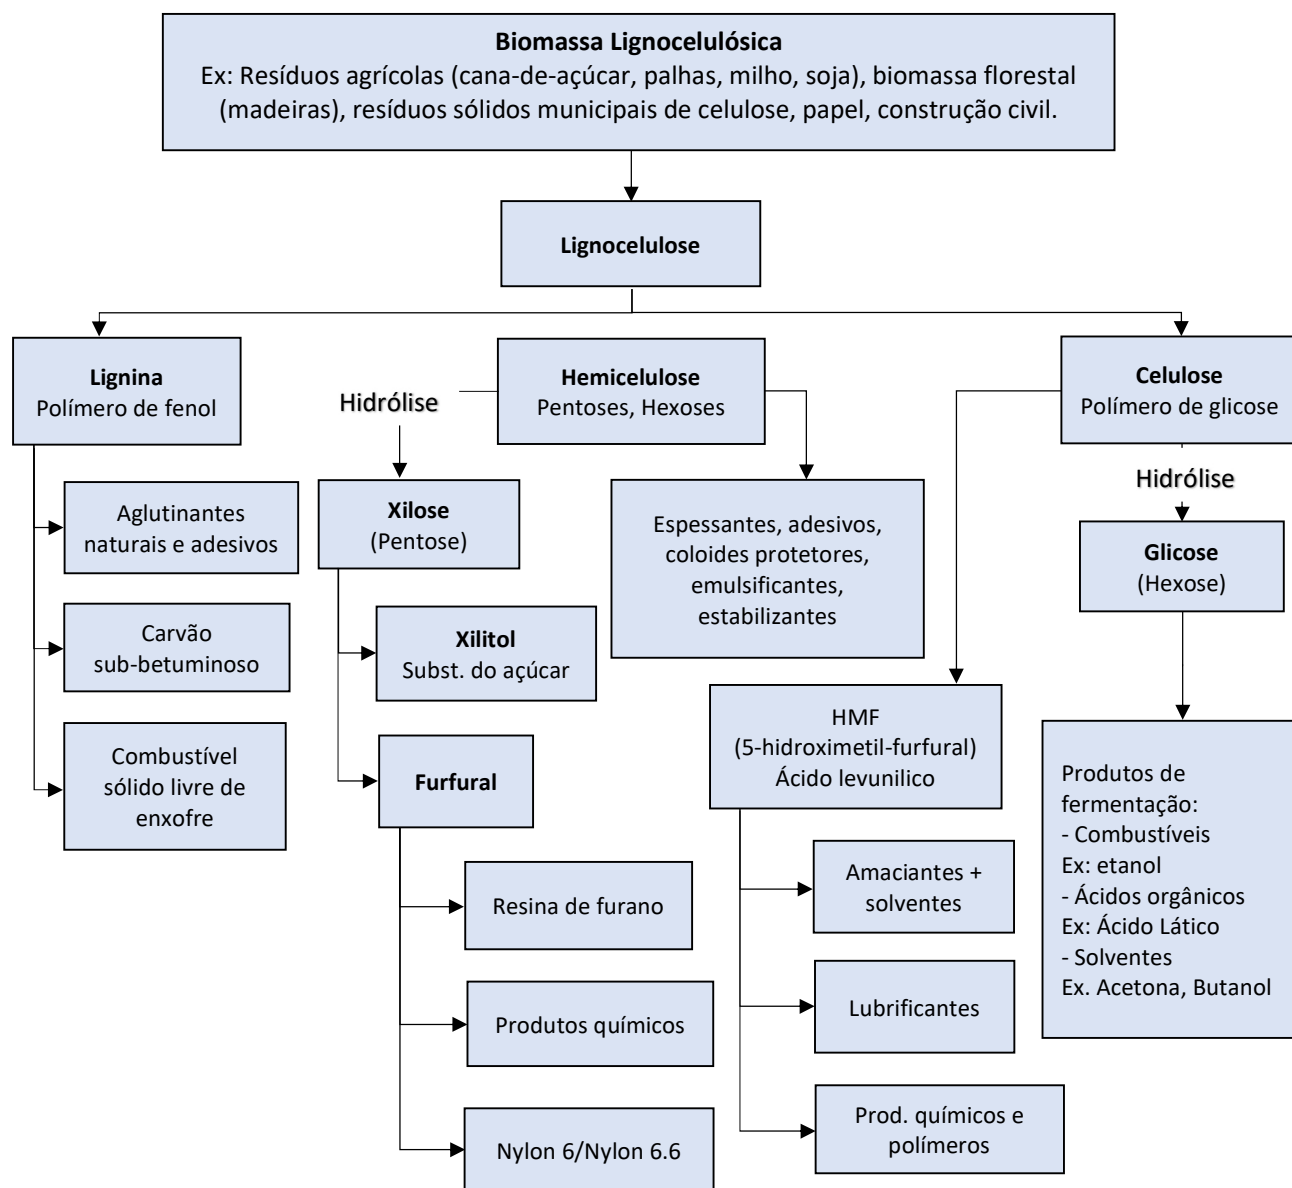 Biomassa Lignocelulósica
Ex: Resíduos agrícolas (cana-de-açúcar, palhas, milho, soja), biomassa florestal
(madeiras), resíduos sólidos municipais de celulose, papel, construção civil.
Lignocelulose
Lignina
Polímero de fenol
Hidrólise
Hemicelulose
Pentoses, Hexoses
Celulose
Polímero de glicose
Hidrólise
Aglutinantes
naturais e adesivos
Xilose
(Pentose)
Espessantes, adesivos,
coloides protetores,
emulsificantes,
estabilizantes
Glicose
(Hexose)
Carvão
sub-betuminoso
Xilitol
Subst. do açúcar
Combustível
sólido livre de
enxofre
Furfural
HMF
(5-hidroximetil-furfural)
Ácido levunilico
Produtos de
fermentação:
- Combustíveis
Ex: etanol
- Ácidos orgânicos
Ex: Ácido Lático
- Solventes
Ex. Acetona, Butanol
Resina de furano
Amaciantes +
solventes
Produtos químicos
Lubrificantes
Nylon 6/Nylon 6.6
Prod. químicos e
polímeros